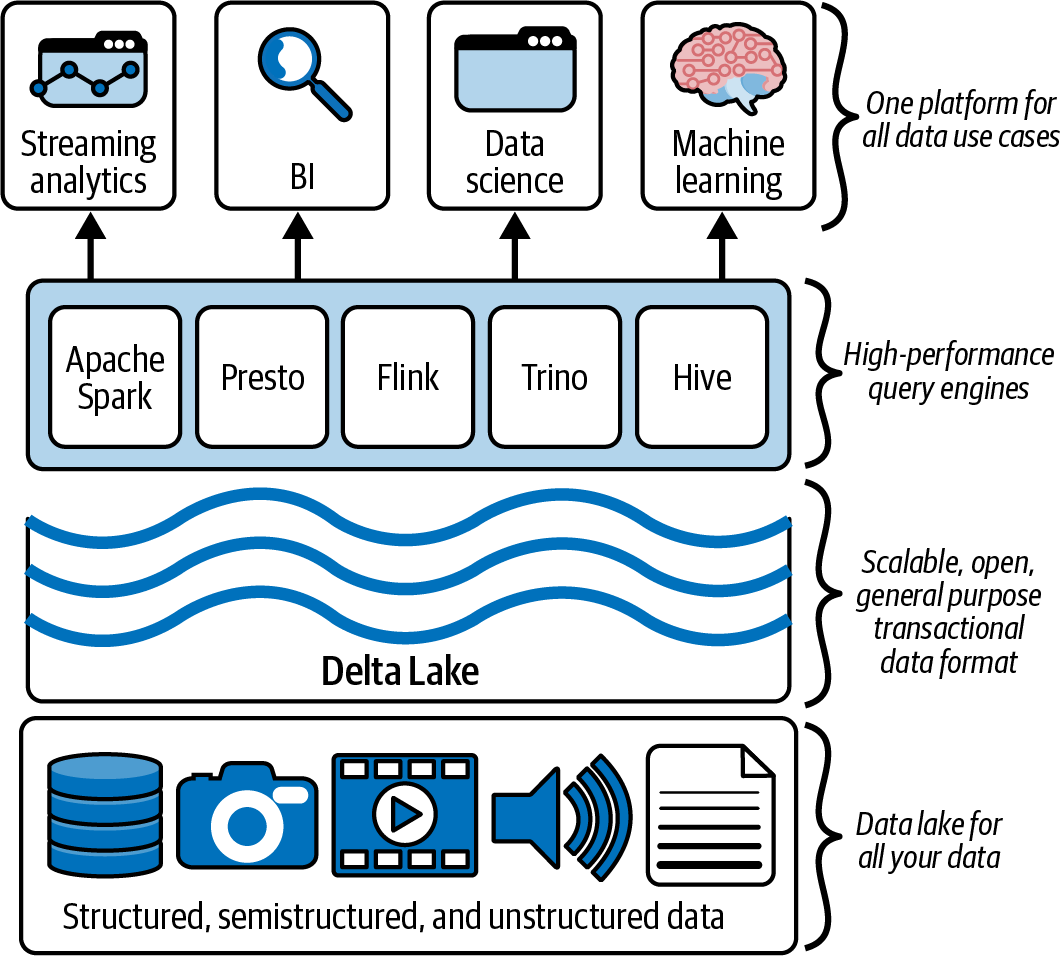 Streaming
analytics
BI
Data
science
Machine
learning
One platform for
all data use cases
Apache
Spark
Presto
Flink
Trino
Hive
High-performance
query engines
Delta Lake
Scalable, open,
general purpose
transactional
data format
Structured, semistructured, and unstructured data
Data lake for
all your data